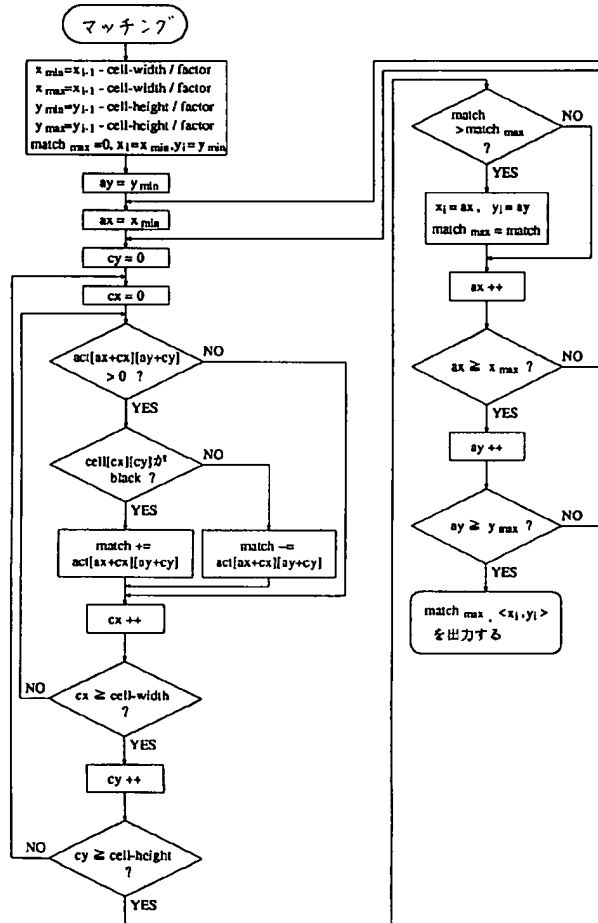 マッチング
x min=x i-1 - cell-width / factor
x max=x i-1 - cell-width / factor
y min=y i-1 - cell-height / factor
y max=y i-1 - cell-height / factor
match max =0, x i=x min, y i=y min
ay = y min
ax = x min
cy = 0
cx = 0
act[ax+cx][ay+cy]
> 0 ?
NO
YES
cell[cx][cy]が
black ?
NO
YES
match +=
act[ax+cx][ay+cy]
match −=
act[ax+cx][ay+cy]
cx ++
cx ≧ cell-width
?
NO
YES
cy ++
cy ≧ cell-height
?
NO
YES
match
>match max
?
NO
YES
x i=ax, y i=ay
match max = match
ax ++
ax ≧ x max ?
NO
YES
ay ++
ay ≧ y max ?
NO
YES
match max , <x i, y i>
を出力する